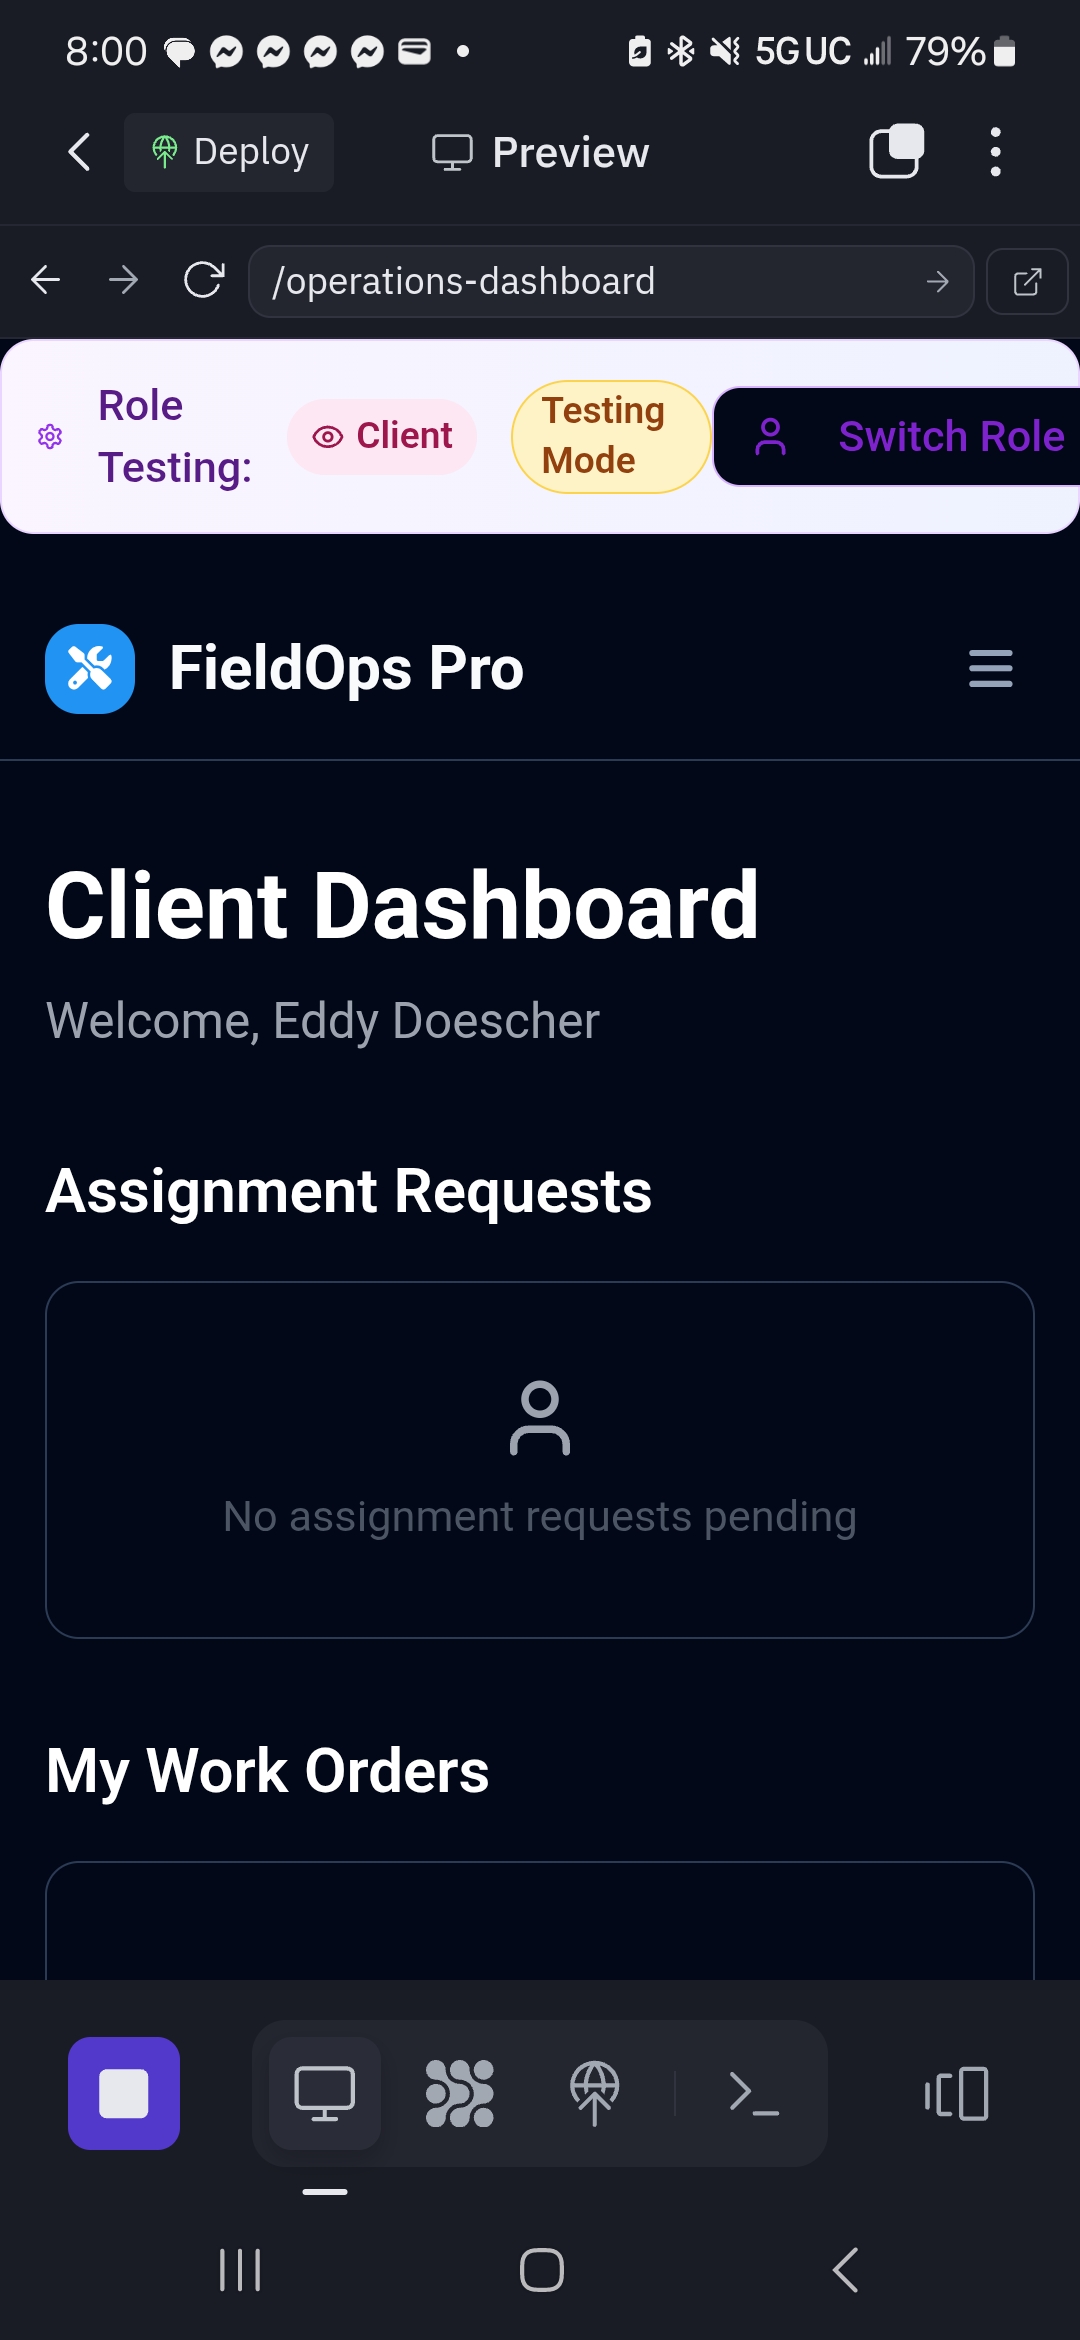 8:00 5G UC 79%
Deploy Preview
/operations-dashboard
Role
Testing:
Client
Testing
Mode
Switch Role
FieldOps Pro
Client Dashboard
Welcome, Eddy Doescher
Assignment Requests
No assignment requests pending
My Work Orders